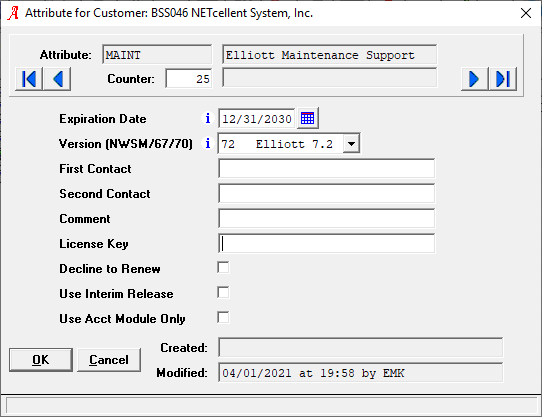 Attribute for Customer: BSS046 NETcellent System, Inc.
Attribute: MAINT Elliott Maintenance Support
Counter: 25
Expiration Date i 12/31/2030
Version (NWSM/67/70) i 72 Elliott 7.2
First Contact
Second Contact
Comment
License Key
Decline to Renew
Use Interim Release
Use Acct Module Only
Created:
OK Cancel
Modified: 04/01/2021 at 19:58 by EMK